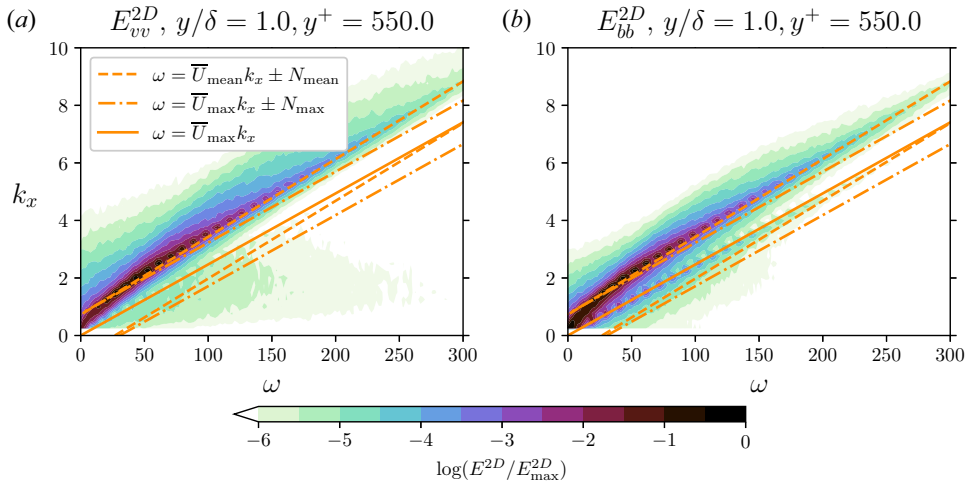 (a) E^{2D}_{vv}, y/δ = 1.0, y^+ = 550.0
(b) E^{2D}_{bb}, y/δ = 1.0, y^+ = 550.0
10
8
6
4
2
0
k_x
ω = \overline{U}_{mean}k_x ± N_{mean}
ω = \overline{U}_{max}k_x ± N_{max}
ω = \overline{U}_{max}k_x
0 50 100 150 200 250 300
ω
10
8
6
4
2
0
0 50 100 150 200 250 300
ω
−6 −5 −4 −3 −2 −1 0
log(E^{2D}/E^{2D}_{max})